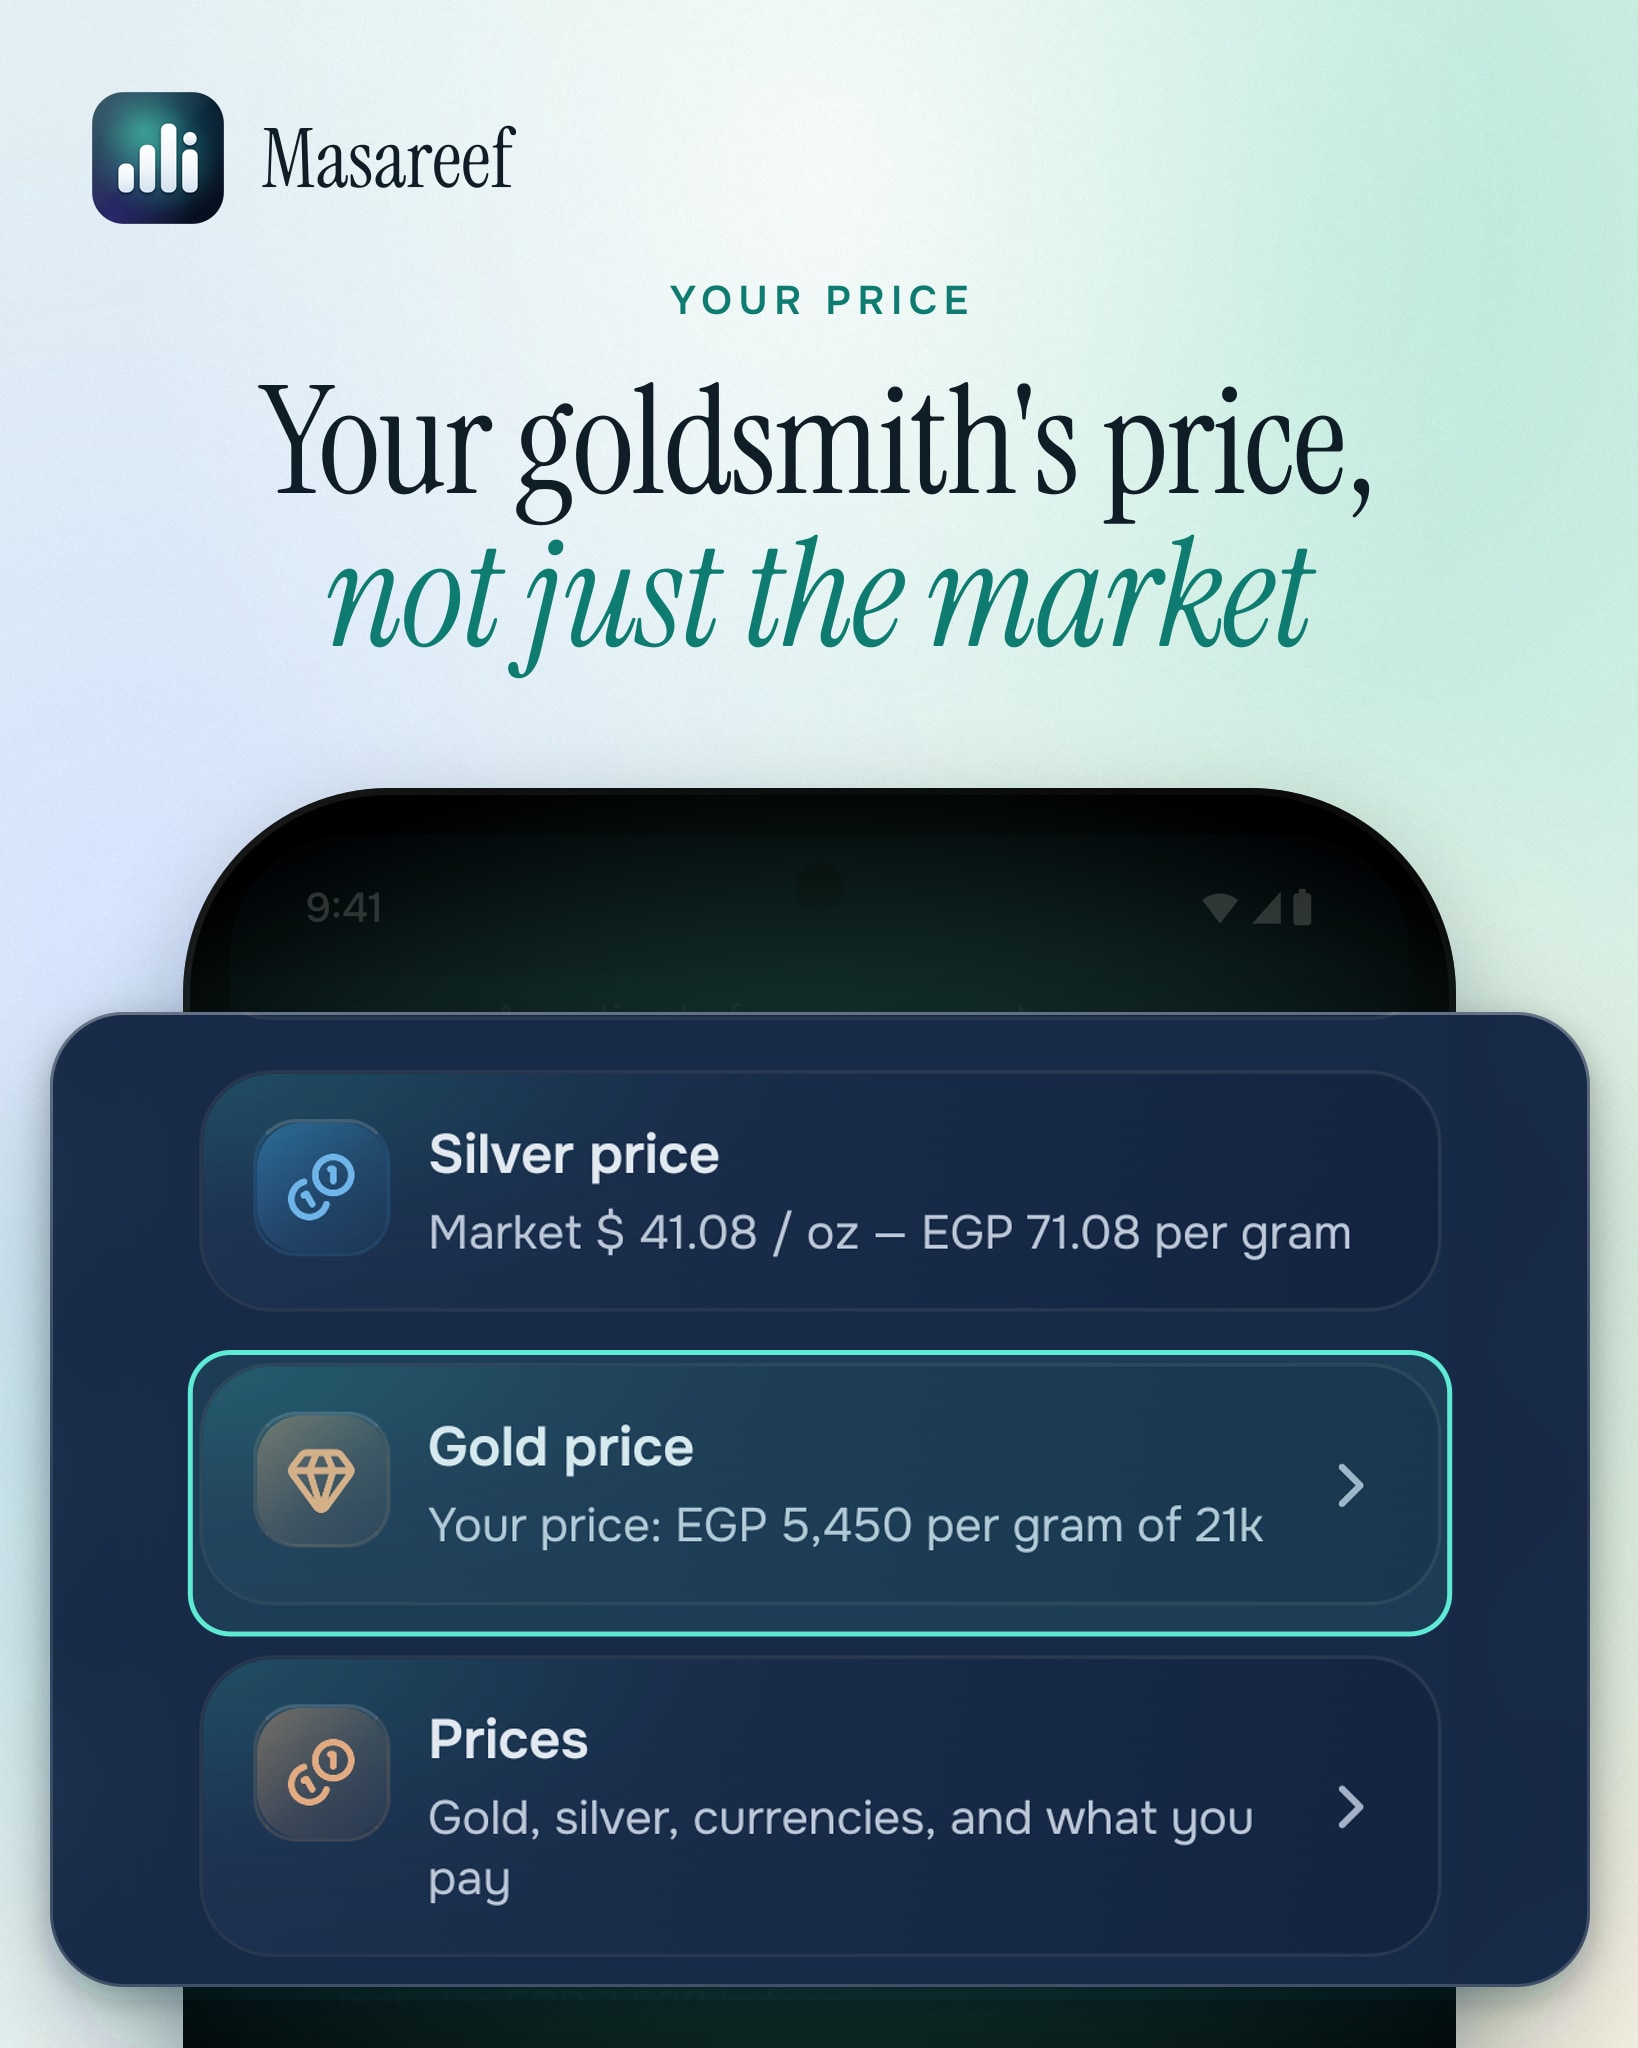 Masareef
YOUR PRICE
Your goldsmith's price,
not just the market
9:41
Silver price
Market $ 41.08 / oz — EGP 71.08 per gram
Gold price
Your price: EGP 5,450 per gram of 21k
Prices
Gold, silver, currencies, and what you
pay